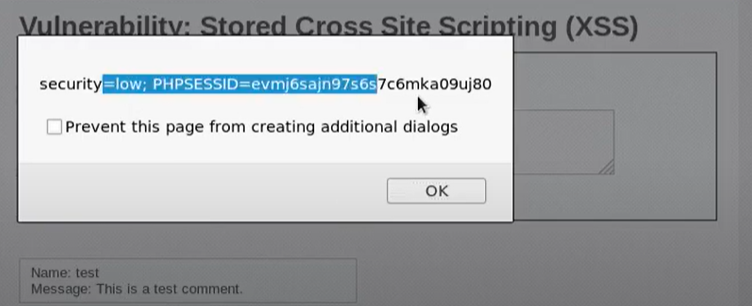 Vulnerability: Stored Cross Site Scripting (XSS)
security=low; PHPSESSID=evmj6sajn97s6s7c6mka09uj80
Prevent this page from creating additional dialogs
OK
Name: test
Message: This is a test comment.